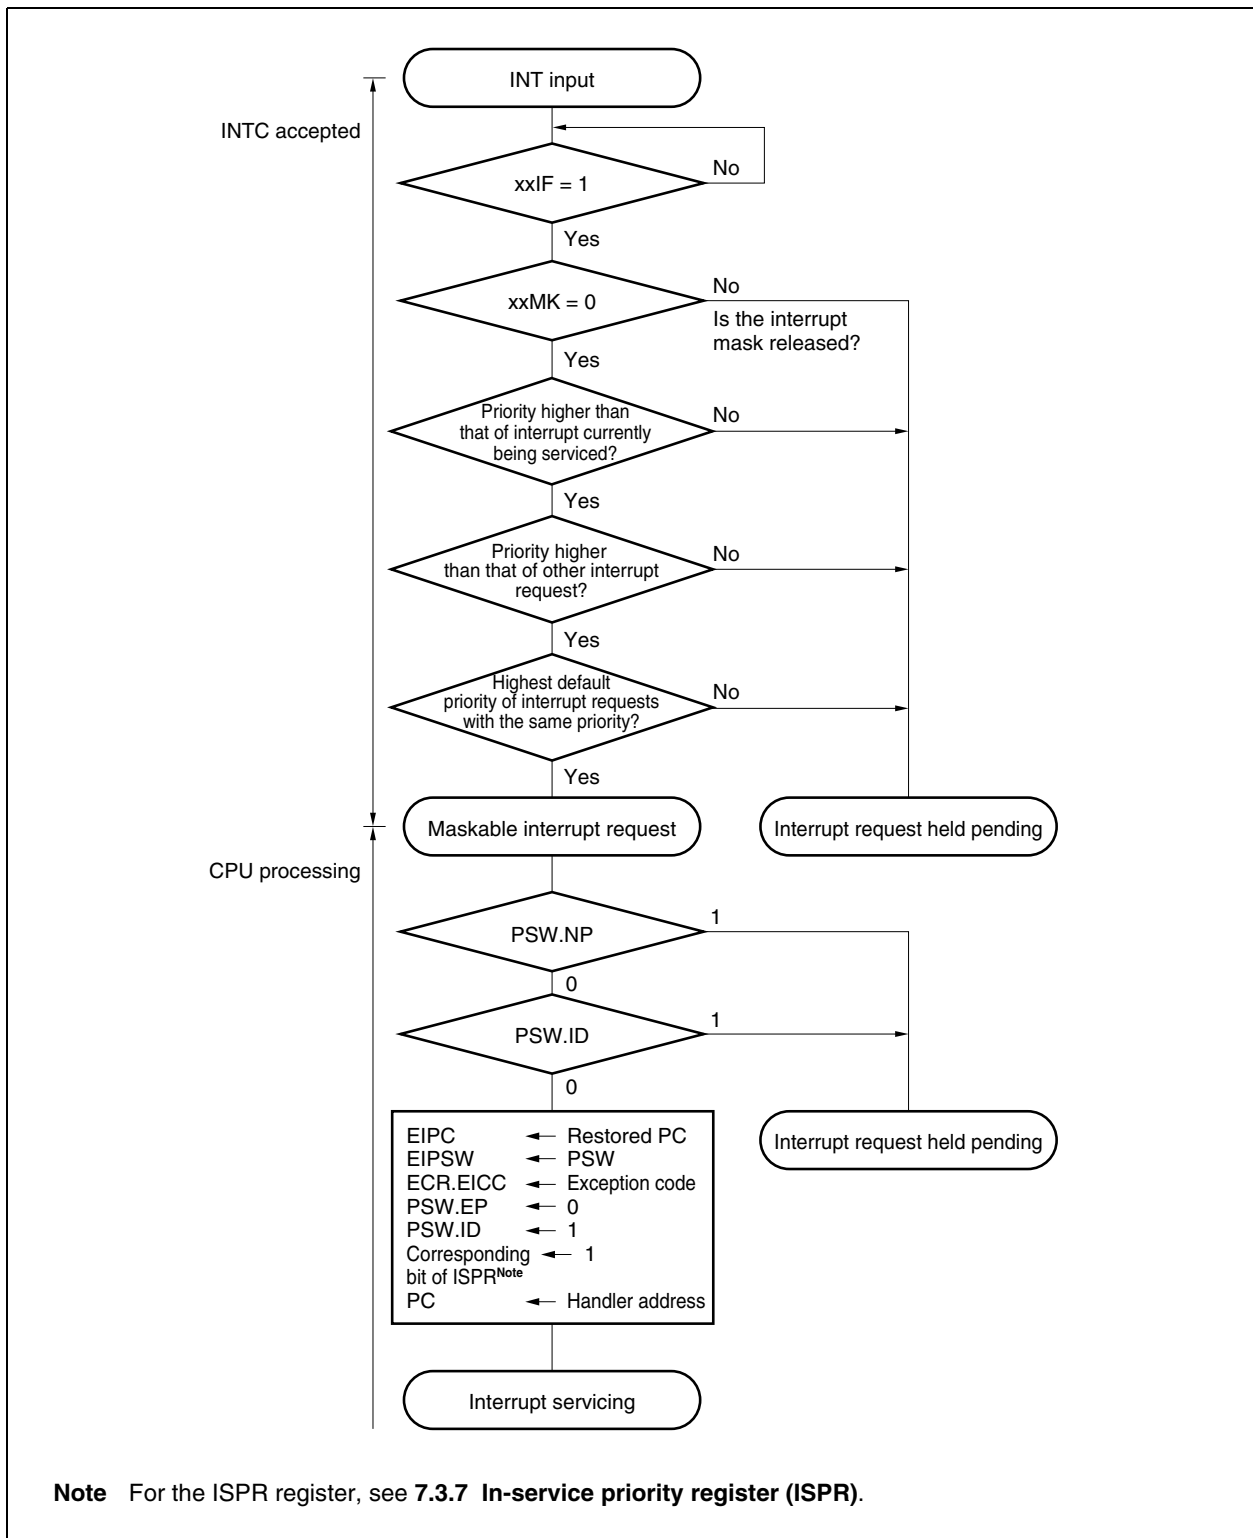 INT input
INTC accepted
xxIF = 1
No
Yes
xxMK = 0
No
Is the interrupt
mask released?
Yes
Priority higher than
that of interrupt currently
being serviced?
No
Yes
Priority higher
than that of other interrupt
request?
No
Yes
Highest default
priority of interrupt requests
with the same priority?
No
Yes
Maskable interrupt request
Interrupt request held pending
CPU processing
PSW.NP
1
0
PSW.ID
1
0
EIPC ← Restored PC
EIPSW ← PSW
ECR.EICC ← Exception code
PSW.EP ← 0
PSW.ID ← 1
Corresponding ← 1
bit of ISPRNote
PC ← Handler address
Interrupt request held pending
Interrupt servicing
Note For the ISPR register, see 7.3.7 In-service priority register (ISPR).